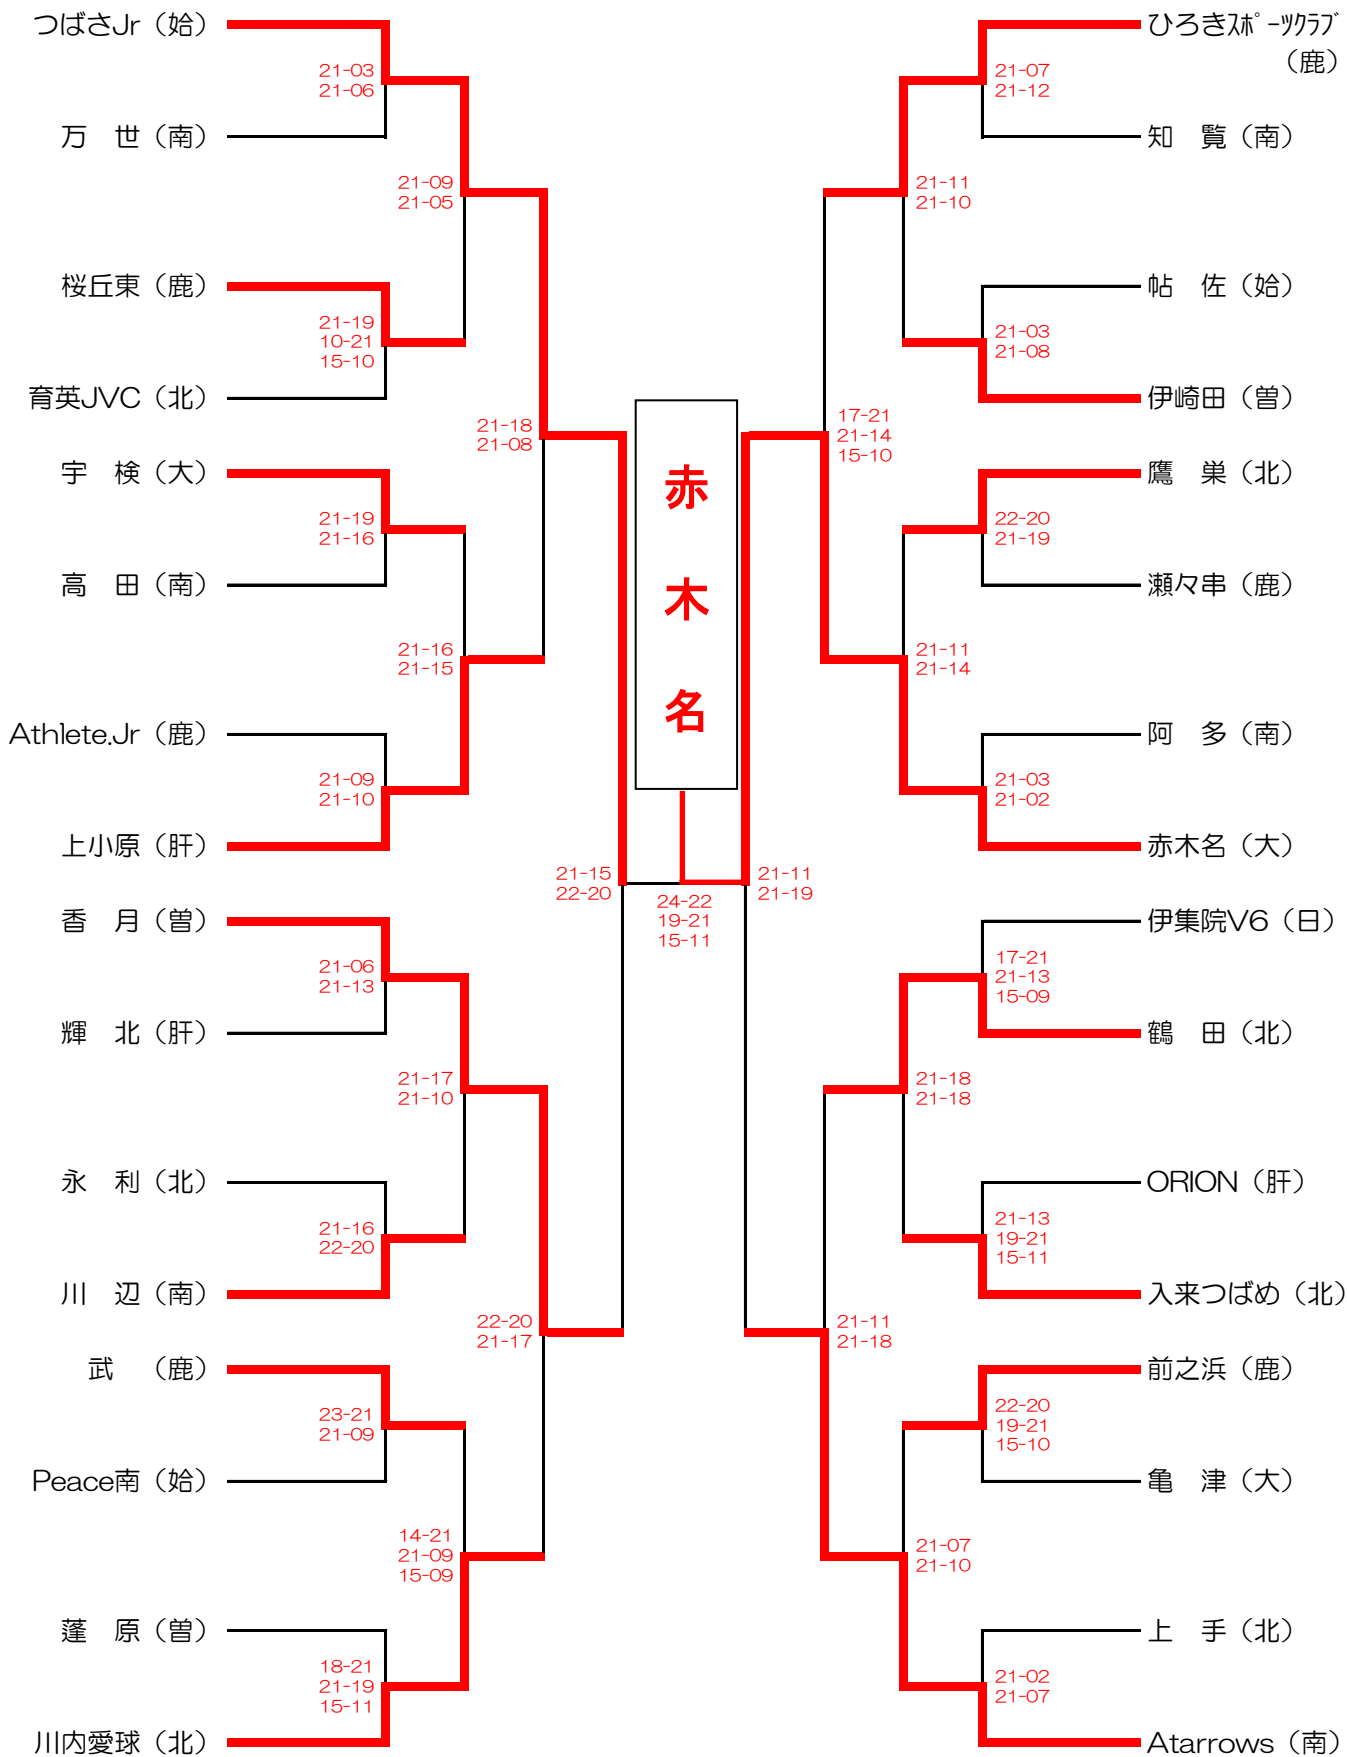 つばさJr（姶）
21-03
21-06
万　世（南）
21-09
21-05
桜丘東（鹿）
21-19
10-21
15-10
育英JVC（北）
21-18
21-08
宇　検（大）
21-19
21-16
高　田（南）
21-16
21-15
Athlete.Jr（鹿）
21-09
21-10
上小原（肝）
21-15
22-20
香　月（曽）
21-06
21-13
輝　北（肝）
21-17
21-10
永　利（北）
21-16
22-20
川　辺（南）
22-20
21-17
武　（鹿）
23-21
21-09
Peace南（姶）
14-21
21-09
15-09
蓬　原（曽）
18-21
21-19
15-11
川内愛球（北）
赤
木
名
24-22
19-21
15-11
ひろきｽﾎﾟｰﾂｸﾗﾌﾞ
（鹿）
21-07
21-12
知　覧（南）
21-11
21-10
帖　佐（姶）
21-03
21-08
伊崎田（曽）
17-21
21-14
15-10
鷹　巣（北）
22-20
21-19
瀬々串（鹿）
21-11
21-14
阿　多（南）
21-03
21-02
赤木名（大）
21-11
21-19
伊集院V6（日）
17-21
21-13
15-09
鶴　田（北）
21-18
21-18
ORION（肝）
21-13
19-21
15-11
入来つばめ（北）
21-11
21-18
前之浜（鹿）
22-20
19-21
15-10
亀　津（大）
21-07
21-10
上　手（北）
21-02
21-07
Atarrows（南）